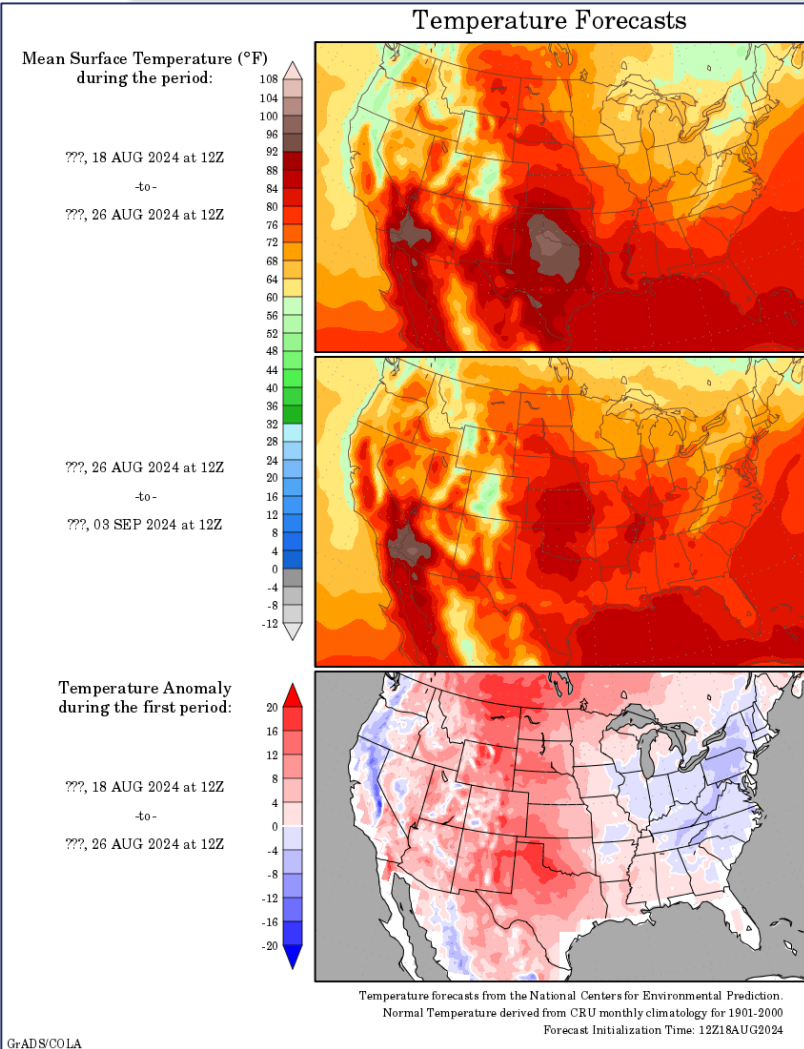 Temperature Forecasts
Mean Surface Temperature (°F)
during the period:
???, 18 AUG 2024 at 12Z
-to-
???, 26 AUG 2024 at 12Z
108
104
100
96
92
88
84
80
76
72
68
64
60
56
52
48
44
40
36
32
28
24
20
16
12
8
4
0
-4
-8
-12
???, 26 AUG 2024 at 12Z
-to-
???, 03 SEP 2024 at 12Z
Temperature Anomaly
during the first period:
???, 18 AUG 2024 at 12Z
-to-
???, 26 AUG 2024 at 12Z
20
16
12
8
4
0
-4
-8
-12
-16
-20
Temperature forecasts from the National Centers for Environmental Prediction.
Normal Temperature derived from CRU monthly climatology for 1901-2000
Forecast Initialization Time: 12Z18AUG2024
GrADS/COLA